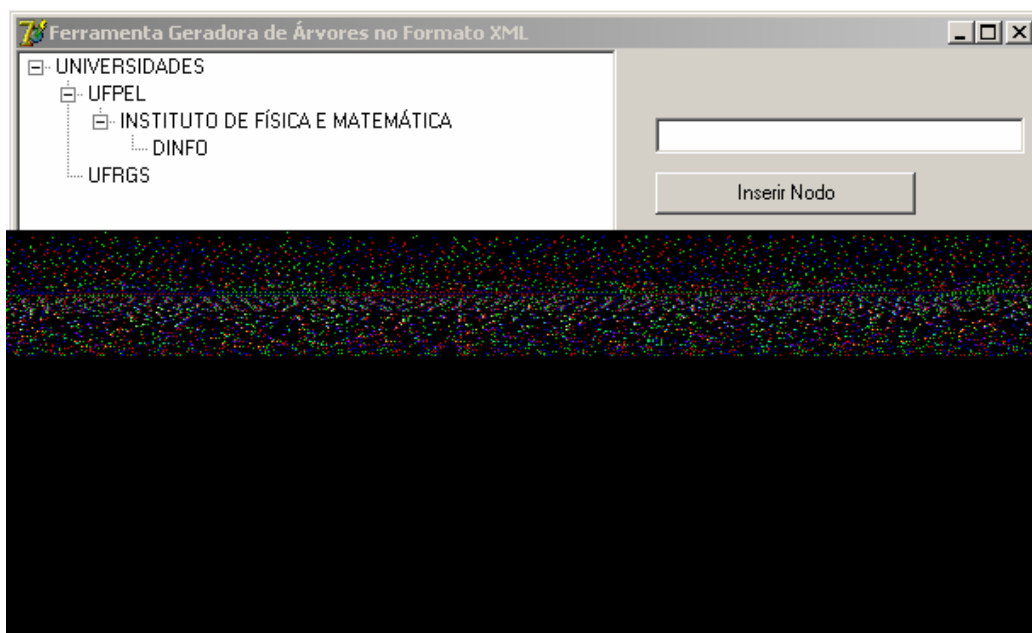 Ferramenta Geradora de Árvores no Formato XML
UNIVERSIDADES
UFPEL
INSTITUTO DE FÍSICA E MATEMÁTICA
DINFO
UFRGS
Inserir Nodo